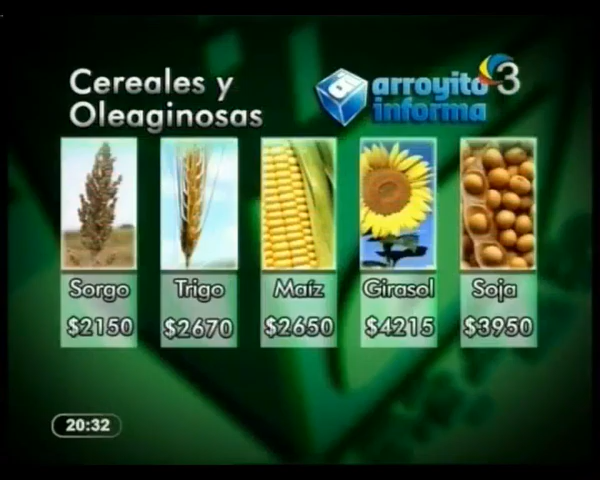 Cereales y
Oleaginosas
arroyito
informa
3
Sorgo
Trigo
Maíz
Girasol
Soja
$2150
$2670
$2650
$4215
$3950
20:32